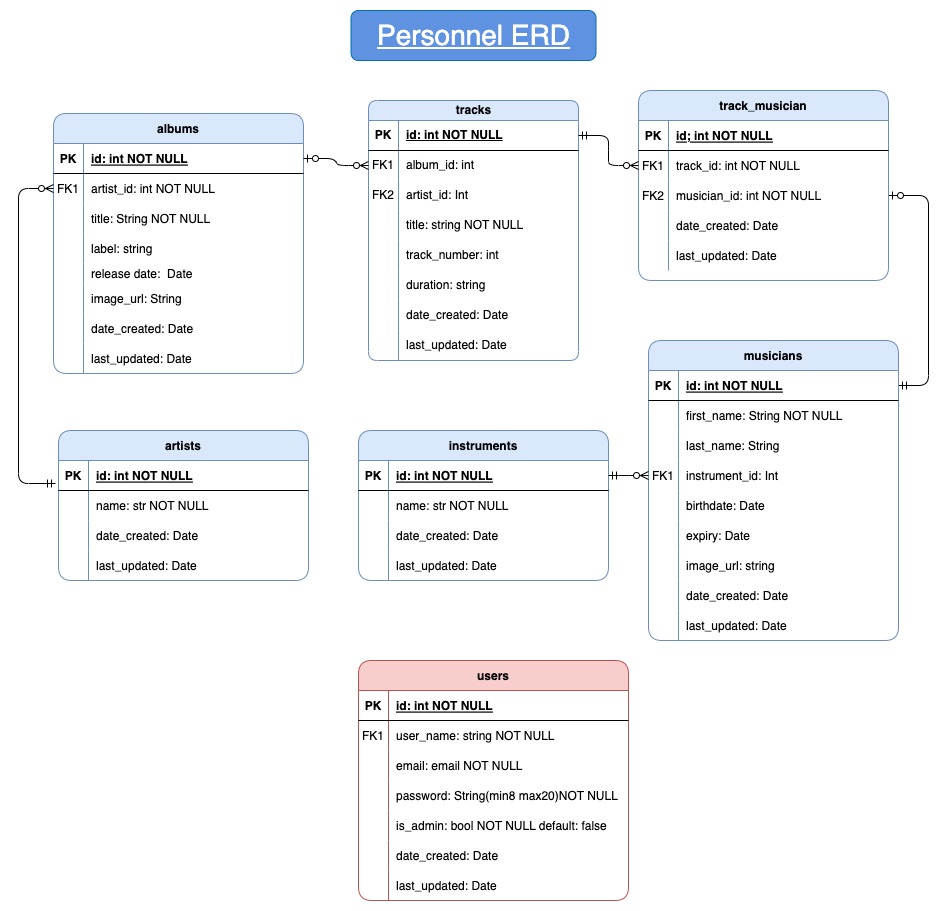 Personnel ERD
albums
PK id: int NOT NULL
FK1 artist_id: int NOT NULL
title: String NOT NULL
label: string
release date:  Date
image_url: String
date_created: Date
last_updated: Date
tracks
PK id: int NOT NULL
FK1 album_id: int
FK2 artist_id: Int
title: string NOT NULL
track_number: int
duration: string
date_created: Date
last_updated: Date
track_musician
PK id; int NOT NULL
FK1 track_id: int NOT NULL
FK2 musician_id: int NOT NULL
date_created: Date
last_updated: Date
artists
PK id: int NOT NULL
name: str NOT NULL
date_created: Date
last_updated: Date
instruments
PK id: int NOT NULL
name: str NOT NULL
date_created: Date
last_updated: Date
musicians
PK id: int NOT NULL
first_name: String NOT NULL
last_name: String
FK1 instrument_id: Int
birthdate: Date
expiry: Date
image_url: string
date_created: Date
last_updated: Date
users
PK id: int NOT NULL
FK1 user_name: string NOT NULL
email: email NOT NULL
password: String(min8 max20)NOT NULL
is_admin: bool NOT NULL default: false
date_created: Date
last_updated: Date